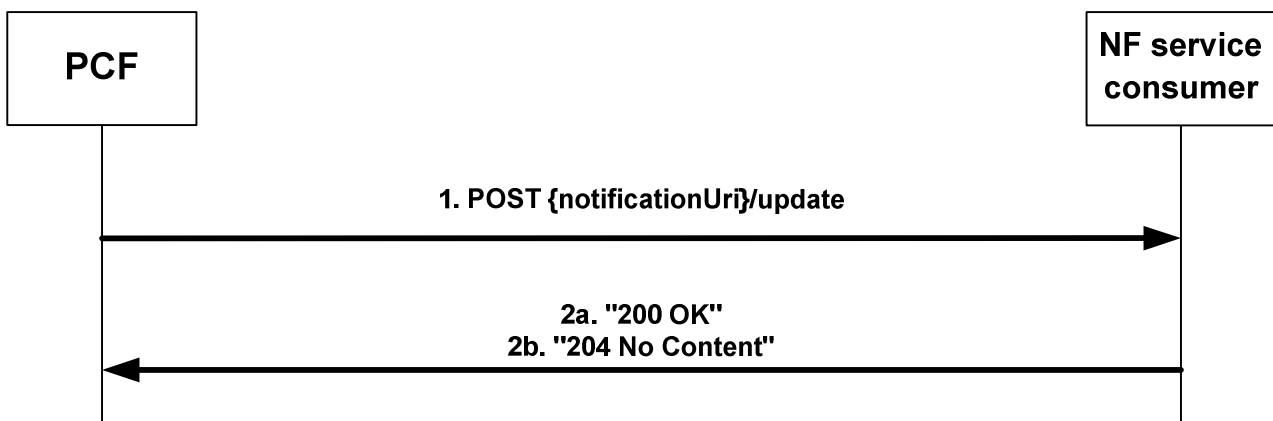 PCF
NF service
consumer
1. POST {notificationUri}/update
2a. "200 OK"
2b. "204 No Content"